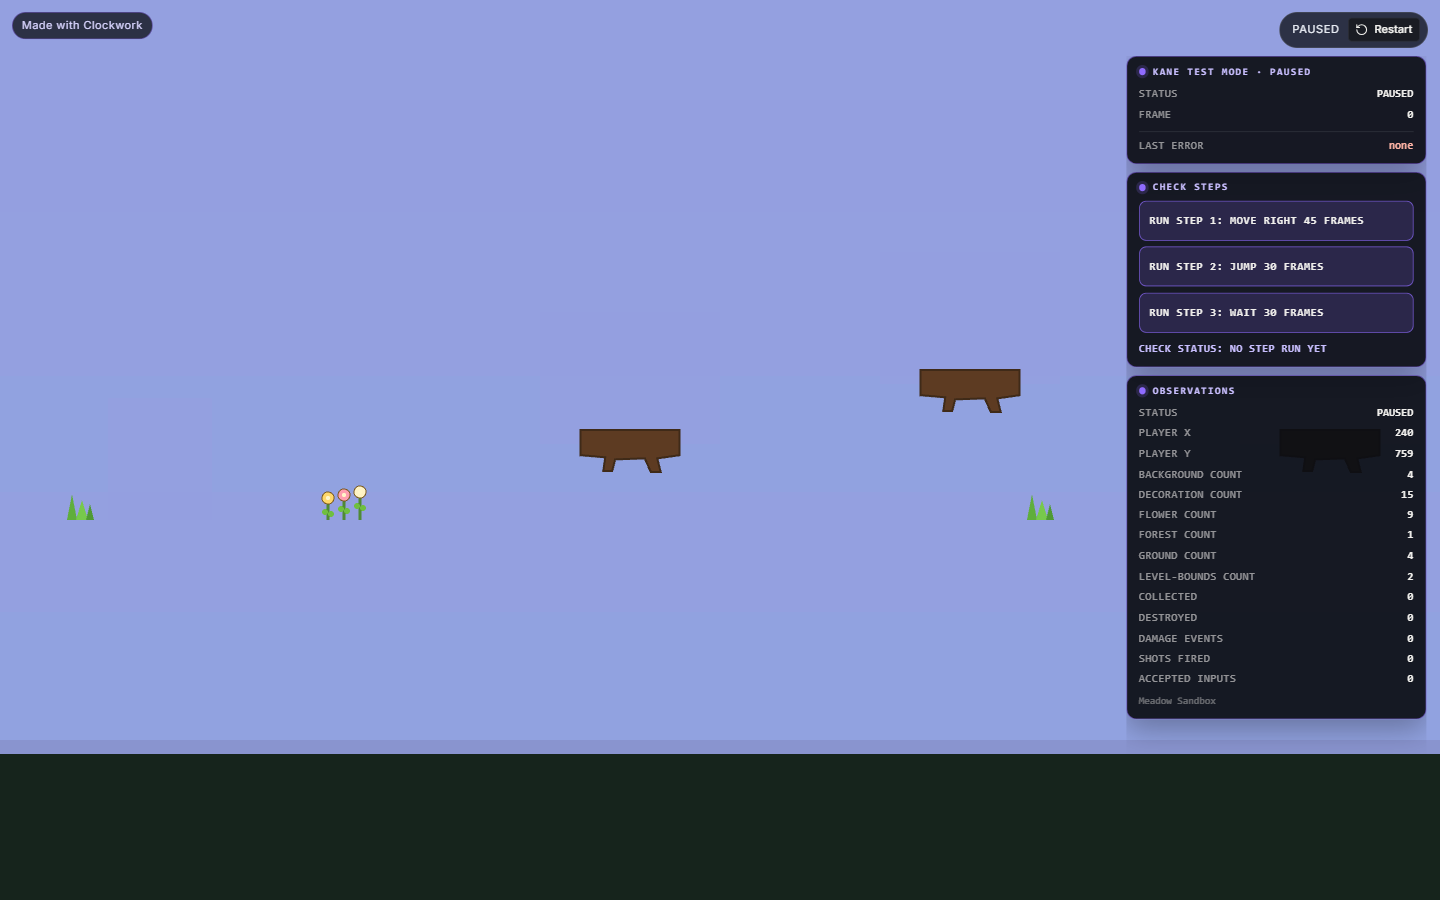 Made with Clockwork
PAUSED Restart
KANE TEST MODE · PAUSED
STATUS PAUSED
FRAME 0
LAST ERROR none
CHECK STEPS
RUN STEP 1: MOVE RIGHT 45 FRAMES
RUN STEP 2: JUMP 30 FRAMES
RUN STEP 3: WAIT 30 FRAMES
CHECK STATUS: NO STEP RUN YET
OBSERVATIONS
STATUS PAUSED
PLAYER X 240
PLAYER Y 759
BACKGROUND COUNT 4
DECORATION COUNT 15
FLOWER COUNT 9
FOREST COUNT 1
GROUND COUNT 4
LEVEL-BOUNDS COUNT 2
COLLECTED 0
DESTROYED 0
DAMAGE EVENTS 0
SHOTS FIRED 0
ACCEPTED INPUTS 0
Meadow Sandbox